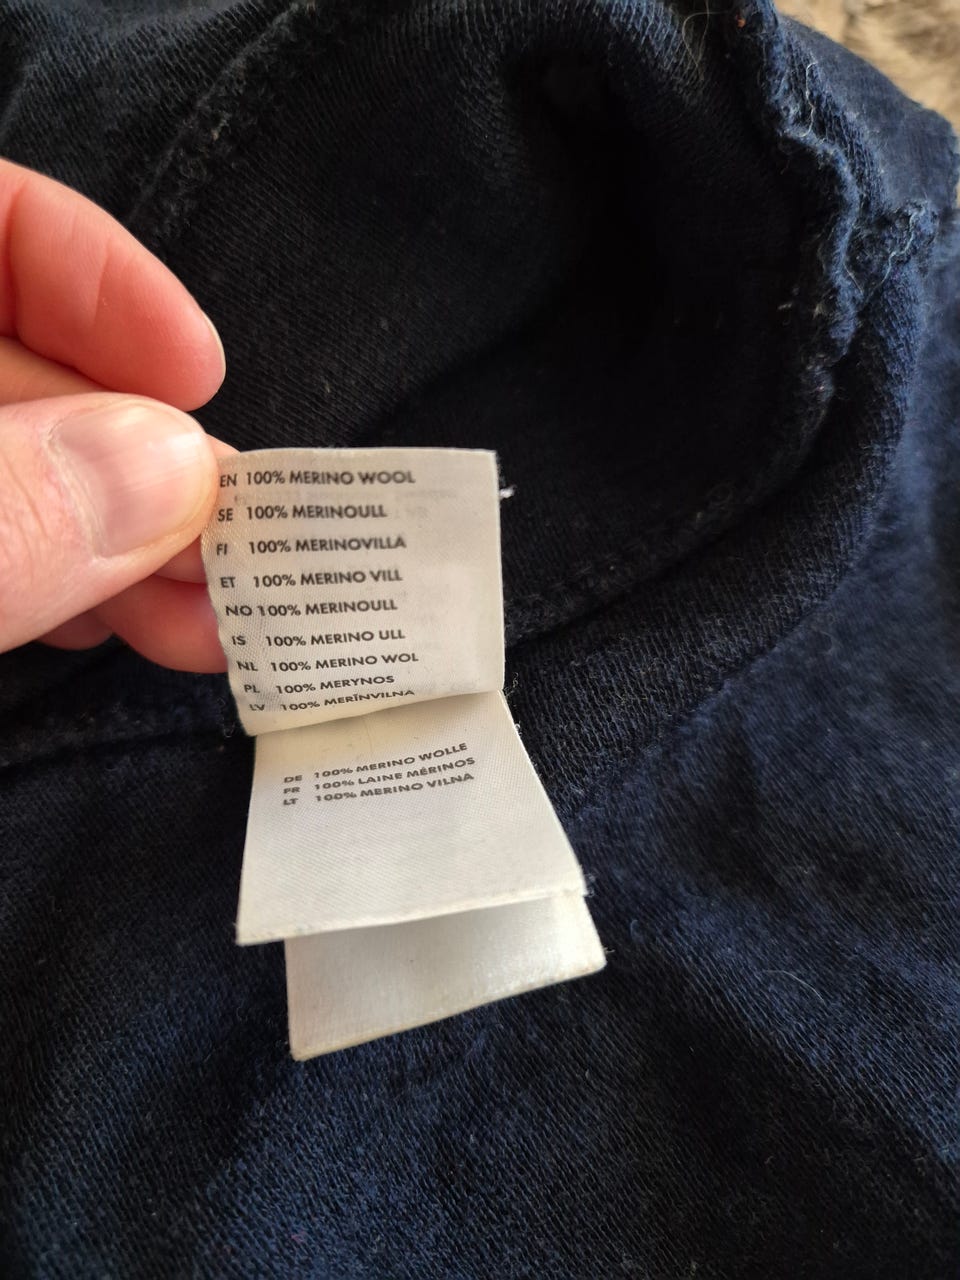 EN 100% MERINO WOOL
SE 100% MERINOULL
FI 100% MERINOVILLA
ET 100% MERINO VILL
NO 100% MERINOULL
IS 100% MERINO ULL
NL 100% MERINO WOL
PL 100% MERYNOS
LV 100% MERĪNVILNA
DE 100% MERINO WOLLE
FR 100% LAINE MÉRINOS
LT 100% MERINO VILNA